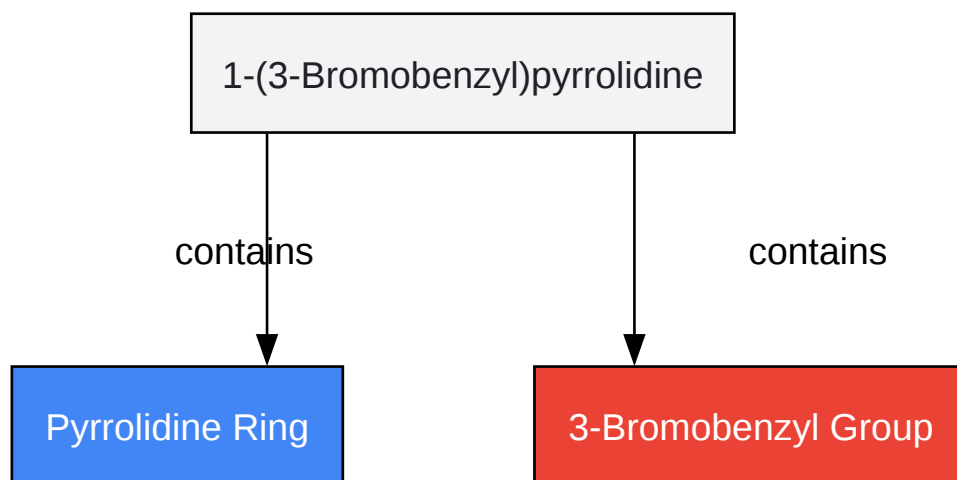 1-(3-Bromobenzyl)pyrrolidine
contains
contains
Pyrrolidine Ring
3-Bromobenzyl Group